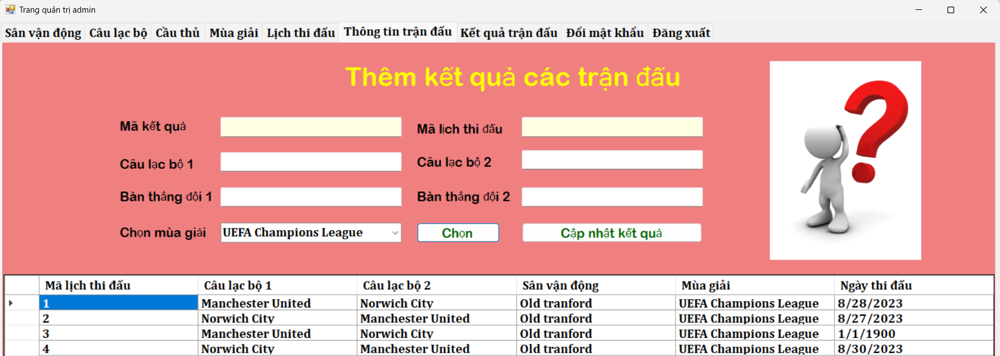 Trang quản trị admin
Sân vận động Câu lạc bộ Cầu thủ Mùa giải Lịch thi đấu Thông tin trận đấu Kết quả trận đấu Đổi mật khẩu Đăng xuất
Thêm kết quả các trận đấu
Mã kết quả Mã lịch thi đấu
Câu lạc bộ 1 Câu lạc bộ 2
Bàn thắng đội 1 Bàn thắng đội 2
Chọn mùa giải UEFA Champions League Chọn Cập nhật kết quả
Mã lịch thi đấu Câu lạc bộ 1 Câu lạc bộ 2 Sân vận động Mùa giải Ngày thi đấu
1 Manchester United Norwich City Old tranford UEFA Champions League 8/28/2023
2 Norwich City Manchester United Old tranford UEFA Champions League 8/27/2023
3 Manchester United Norwich City Old tranford UEFA Champions League 1/1/1900
4 Norwich City Manchester United Old tranford UEFA Champions League 8/30/2023